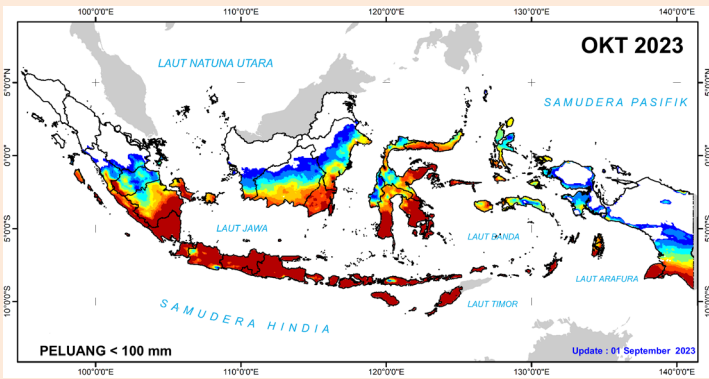 100°0'0"E 110°0'0"E 120°0'0"E 130°0'0"E 140°0'0"E
OKT 2023
LAUT NATUNA UTARA
5°0'0"N
5°0'0"N
SAMUDERA PASIFIK
0°0'0"
0°0'0"
LAUT JAWA
LAUT BANDA
5°0'0"S
5°0'0"S
LAUT ARAFURA
SAMUDERA HINDIA
LAUT TIMOR
10°0'0"S
10°0'0"S
PELUANG < 100 mm
Update : 01 September 2023
100°0'0"E 110°0'0"E 120°0'0"E 130°0'0"E 140°0'0"E